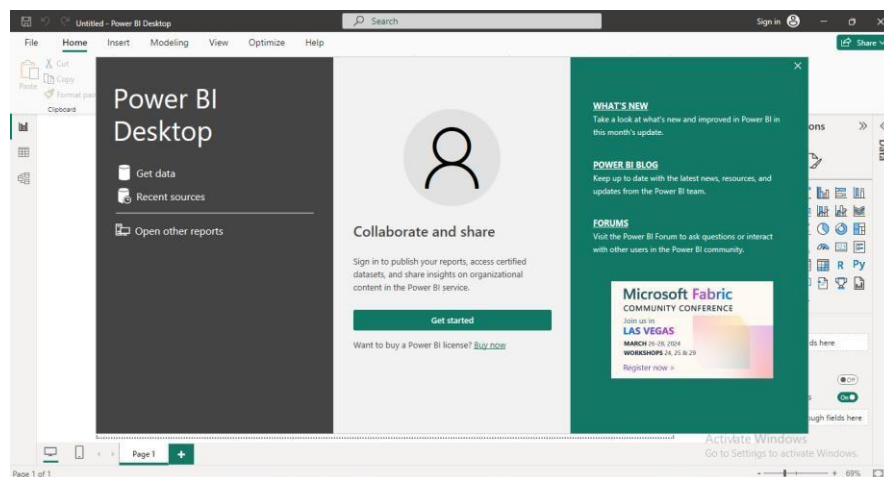 Untitled - Power BI Desktop
Search
Sign in
File Home Insert Modeling View Optimize Help
Share
Cut
Copy
Paste
Format pai
Clipboard
Power BI
Desktop
Get data
Recent sources
Open other reports
Collaborate and share
Sign in to publish your reports, access certified
datasets, and share insights on organizational
content in the Power BI service.
Get started
Want to buy a Power BI license? Buy now
WHAT'S NEW
Take a look at what's new and improved in Power BI in
this month's update.
POWER BI BLOG
Keep up to date with the latest news, resources, and
updates from the Power BI team.
FORUMS
Visit the Power BI Forum to ask questions or interact
with other users in the Power BI community.
Microsoft Fabric
COMMUNITY CONFERENCE
Join us in
LAS VEGAS
MARCH 26-28, 2024
WORKSHOPS 24, 25 & 29
Register now >
ons
Data
R Py
ds here
Off
s On
ough fields here
Activate Windows
Go to Settings to activate Windows.
Page 1
Page 1 of 1
69%